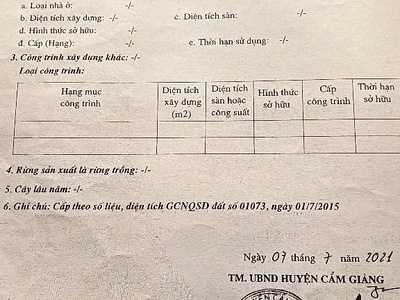 a. Loại nhà ở: -/-
b. Diện tích xây dựng: -/- c. Diện tích sàn: -/-
d. Hình thức sở hữu: -/-
đ. Cấp (Hạng): -/- e. Thời hạn sử dụng: -/-
3. Công trình xây dựng khác: -/-
Loại công trình:
Hạng mục công trình Diện tích xây dựng (m2) Diện tích sàn hoặc công suất Hình thức sở hữu Cấp công trình Thời hạn sở hữu
4. Rừng sản xuất là rừng trồng: -/-
5. Cây lâu năm: -/-
6. Ghi chú: Cấp theo số liệu, diện tích GCNQSD đất số 01073, ngày 01/7/2015
Ngày 07 tháng 7 năm 2021
TM. UBND HUYỆN CẨM GIÀNG